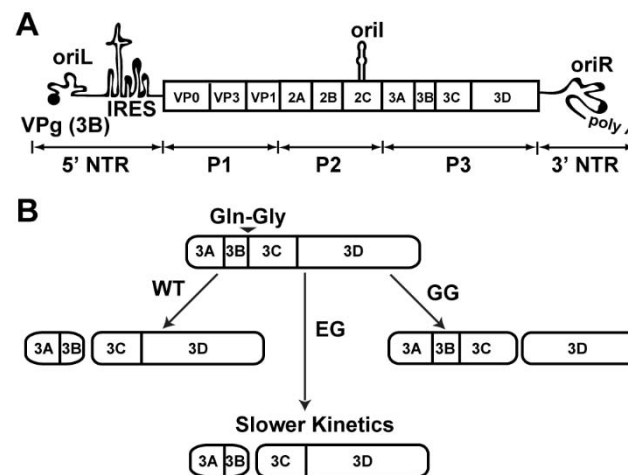 A
oriL
oriI
oriR
IRES
VPg (3B)
VP0 VP3 VP1 2A 2B 2C 3A 3B 3C 3D
poly A
5’ NTR P1 P2 P3 3’ NTR
B
Gln-Gly
3A 3B 3C 3D
WT
EG
GG
3A 3B 3C 3D
3A 3B 3C 3D
Slower Kinetics
3A 3B 3C 3D